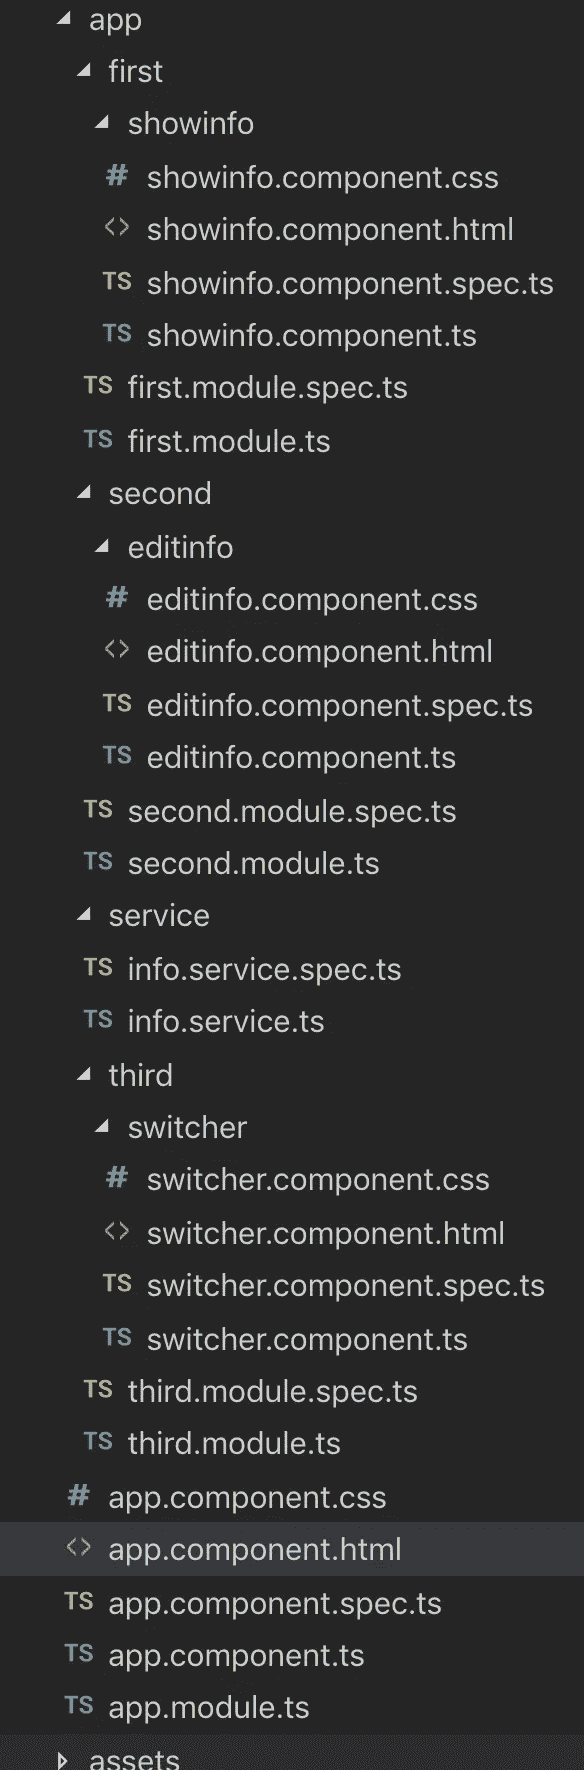 app
first
showinfo
# showinfo.component.css
<> showinfo.component.html
TS showinfo.component.spec.ts
TS showinfo.component.ts
TS first.module.spec.ts
TS first.module.ts
second
editinfo
# editinfo.component.css
<> editinfo.component.html
TS editinfo.component.spec.ts
TS editinfo.component.ts
TS second.module.spec.ts
TS second.module.ts
service
TS info.service.spec.ts
TS info.service.ts
third
switcher
# switcher.component.css
<> switcher.component.html
TS switcher.component.spec.ts
TS switcher.component.ts
TS third.module.spec.ts
TS third.module.ts
# app.component.css
<> app.component.html
TS app.component.spec.ts
TS app.component.ts
TS app.module.ts
assets